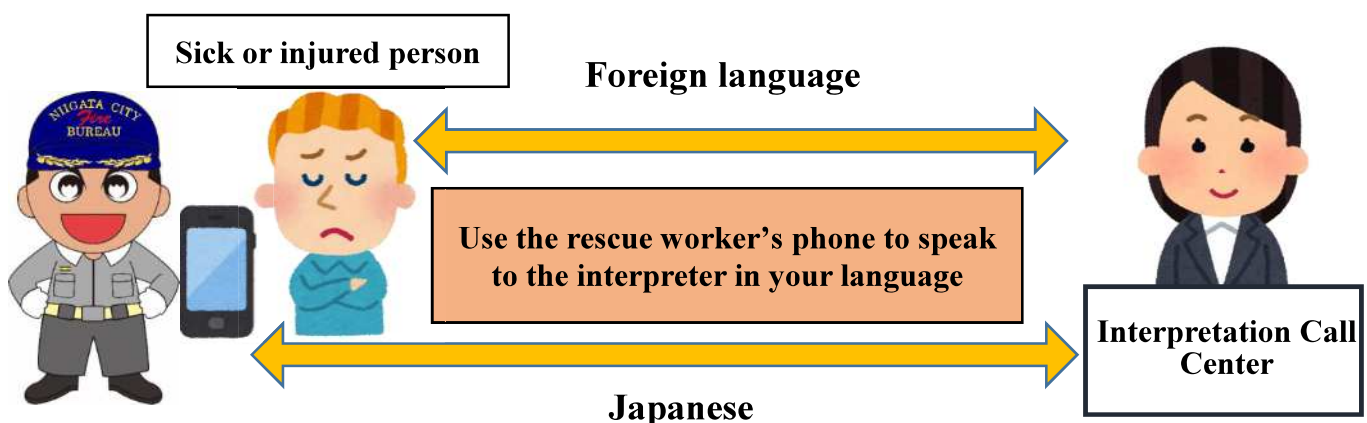 Sick or injured person
Foreign language
NIIGATA CITY
Fire
BUREAU
Use the rescue worker's phone to speak
to the interpreter in your language
Interpretation Call
Center
Japanese